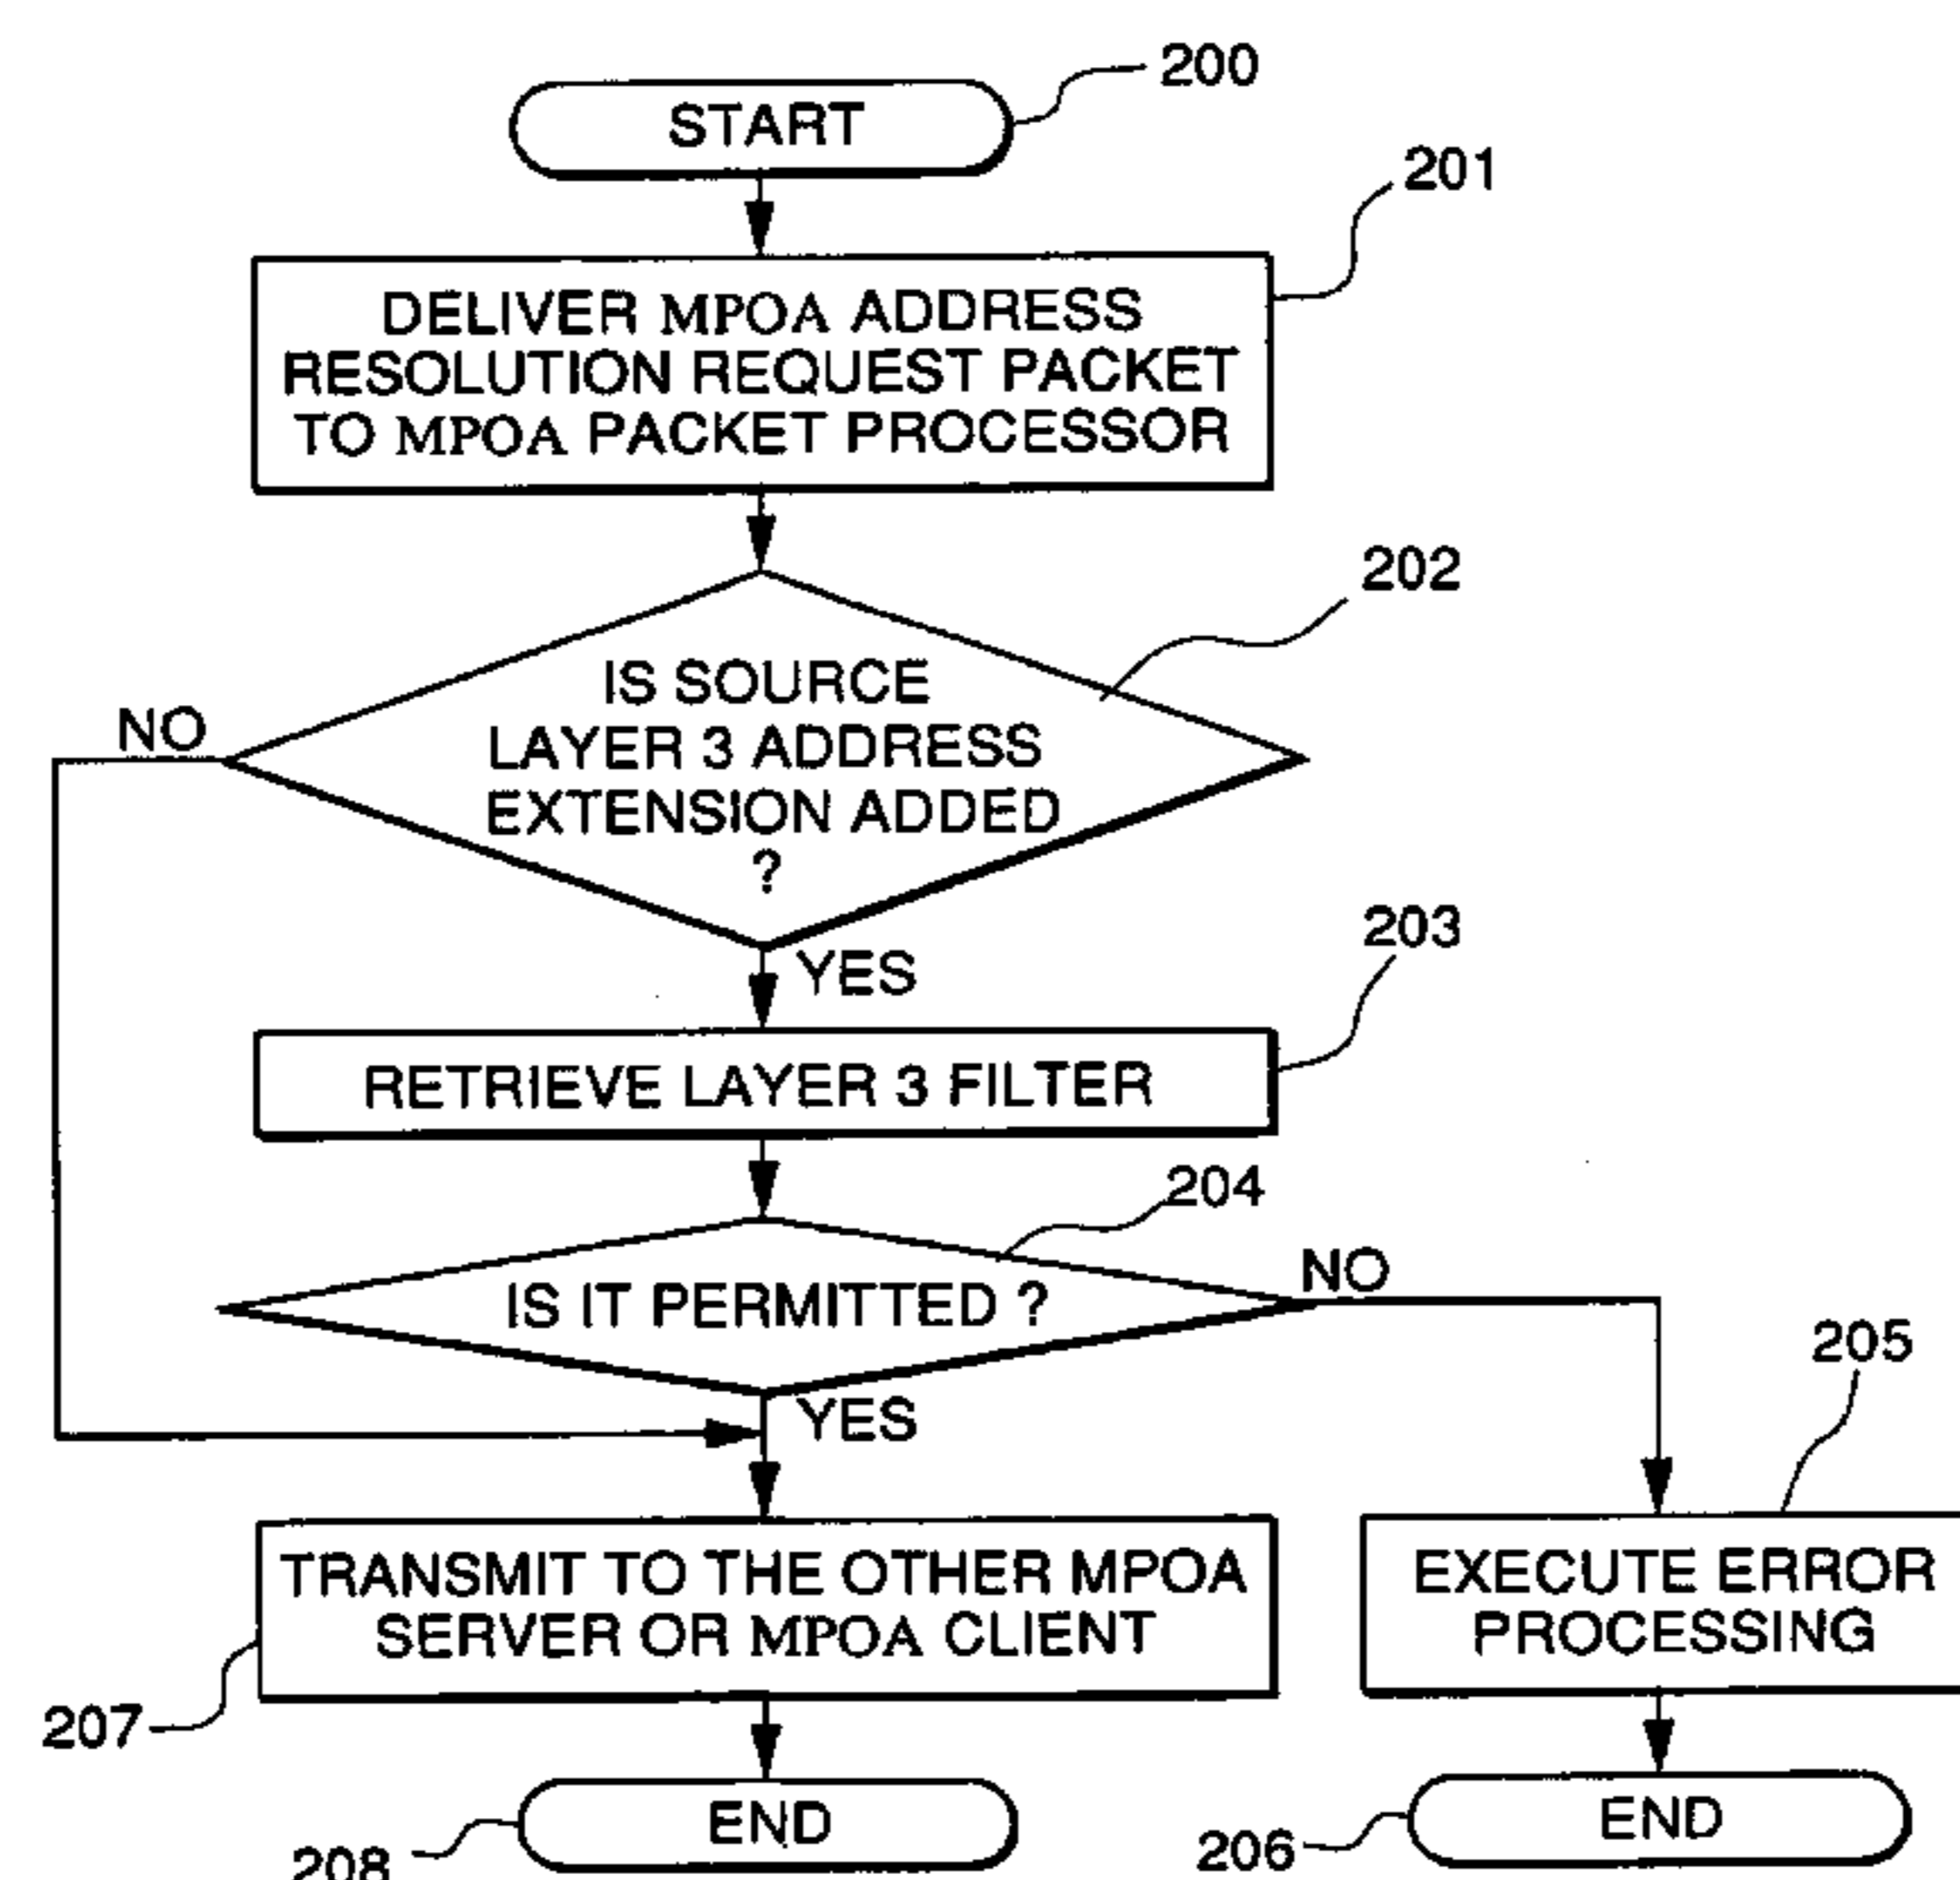 200
START
201
DELIVER MPOA ADDRESS
RESOLUTION REQUEST PACKET
TO MPOA PACKET PROCESSOR
202
IS SOURCE
LAYER 3 ADDRESS
EXTENSION ADDED
?
NO
YES
203
RETRIEVE LAYER 3 FILTER
204
IS IT PERMITTED ?
NO
YES
205
TRANSMIT TO THE OTHER MPOA
SERVER OR MPOA CLIENT
EXECUTE ERROR
PROCESSING
207
END
208
END
206